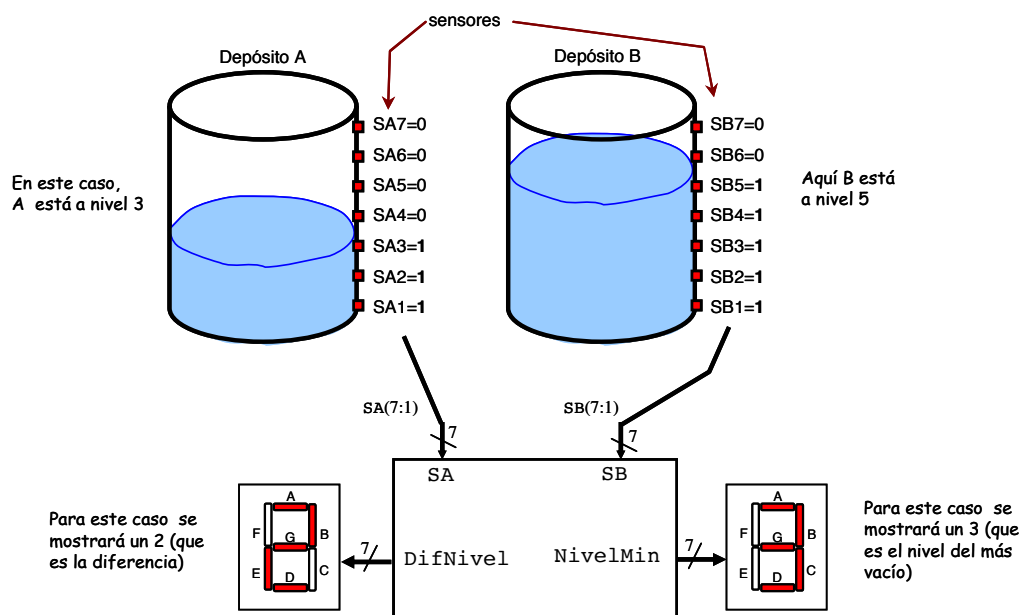 sensores
Depósito A
Depósito B
SA7=0
SA6=0
SA5=0
SA4=0
SA3=1
SA2=1
SA1=1
En este caso,
A está a nivel 3
SB7=0
SB6=0
SB5=1
SB4=1
SB3=1
SB2=1
SB1=1
Aquí B está
a nivel 5
SA(7:1)
7
SB(7:1)
7
SA
SB
DifNivel
NivelMin
7
7
Para este caso se
mostrará un 2 (que
es la diferencia)
A
F
B
G
E
C
D
A
F
B
G
E
C
D
Para este caso se
mostrará un 3 (que
es el nivel del más
vacío)